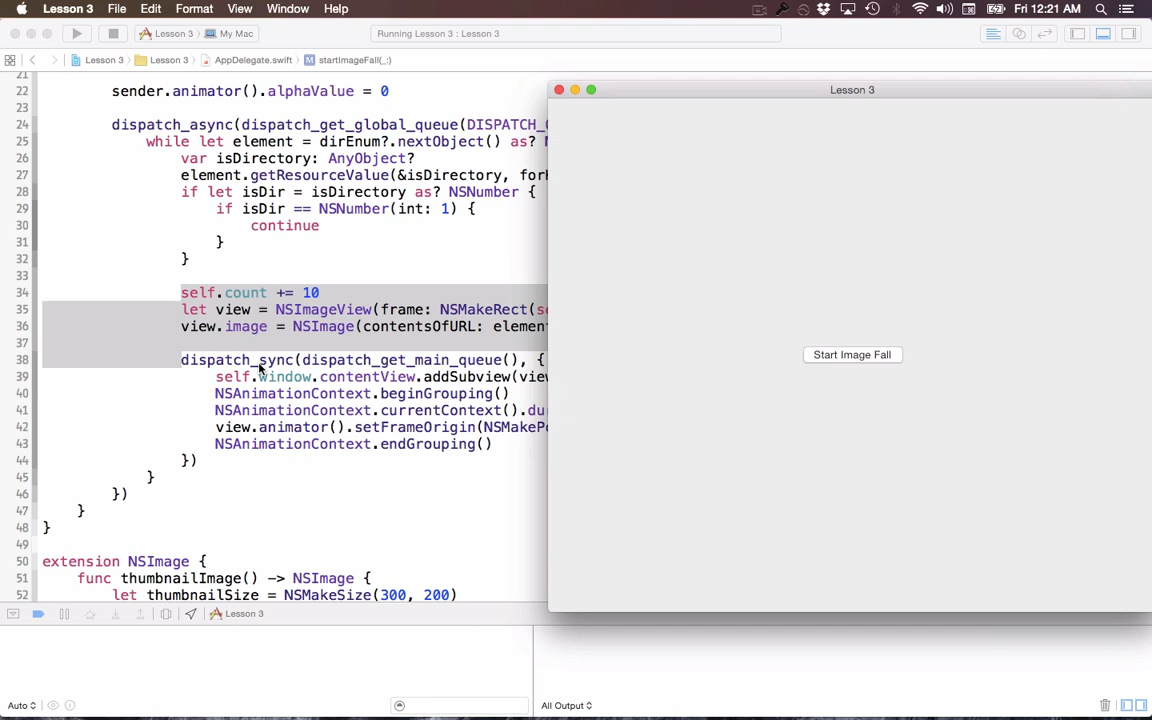 Lesson 3 File Edit Format View Window Help Fri 12:21 AM
Lesson 3 My Mac Running Lesson 3 : Lesson 3
Lesson 3 Lesson 3 AppDelegate.swift M startImageFall(_:)
21
22 sender.animator().alphaValue = 0
23
24 dispatch_async(dispatch_get_global_queue(DISPATCH_
25 while let element = dirEnum?.nextObject() as?
26 var isDirectory: AnyObject?
27 element.getResourceValue(&isDirectory, for
28 if let isDir = isDirectory as? NSNumber {
29 if isDir == NSNumber(int: 1) {
30 continue
31 }
32 }
33
34 self.count += 10
35 let view = NSImageView(frame: NSMakeRect(
36 view.image = NSImage(contentsOfURL: element
37
38 dispatch_sync(dispatch_get_main_queue(), {
39 self.window.contentView.addSubview(view
40 NSAnimationContext.beginGrouping()
41 NSAnimationContext.currentContext().du
42 view.animator().setFrameOrigin(NSMakePo
43 NSAnimationContext.endGrouping()
44 })
45 }
46 })
47 }
48 }
49
50 extension NSImage {
51 func thumbnailImage() -> NSImage {
52 let thumbnailSize = NSMakeSize(300, 200)
Lesson 3
Start Image Fall
Lesson 3
Auto All Output